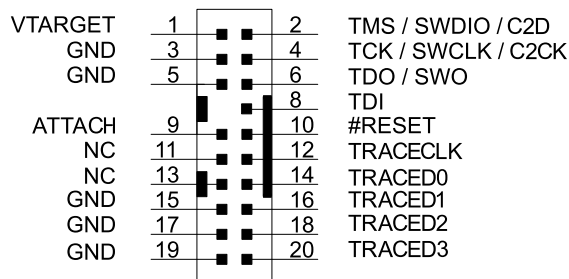 VTARGET 1 2 TMS / SWDIO / C2D
GND 3 4 TCK / SWCLK / C2CK
GND 5 6 TDO / SWO
8 TDI
ATTACH 9 10 #RESET
NC 11 12 TRACECLK
NC 13 14 TRACED0
GND 15 16 TRACED1
GND 17 18 TRACED2
GND 19 20 TRACED3